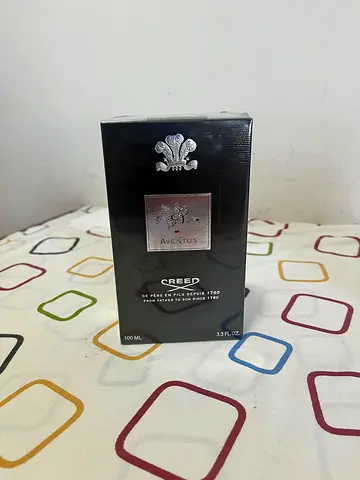 AVENTUS
CREED
DE PÈRE EN FILS DEPUIS 1760
FROM FATHER TO SON SINCE 1760
100 ML 3.3 FL.OZ.